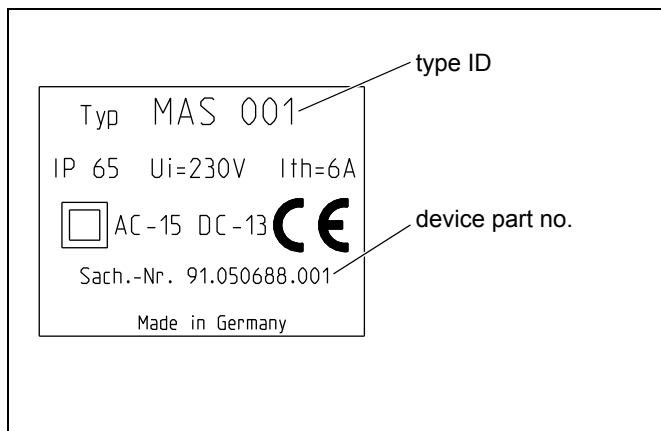 type ID
Typ MAS 001
IP 65 Ui=230V Ith=6A
AC-15 DC-13 CE
device part no.
Sach.-Nr. 91.050688.001
Made in Germany